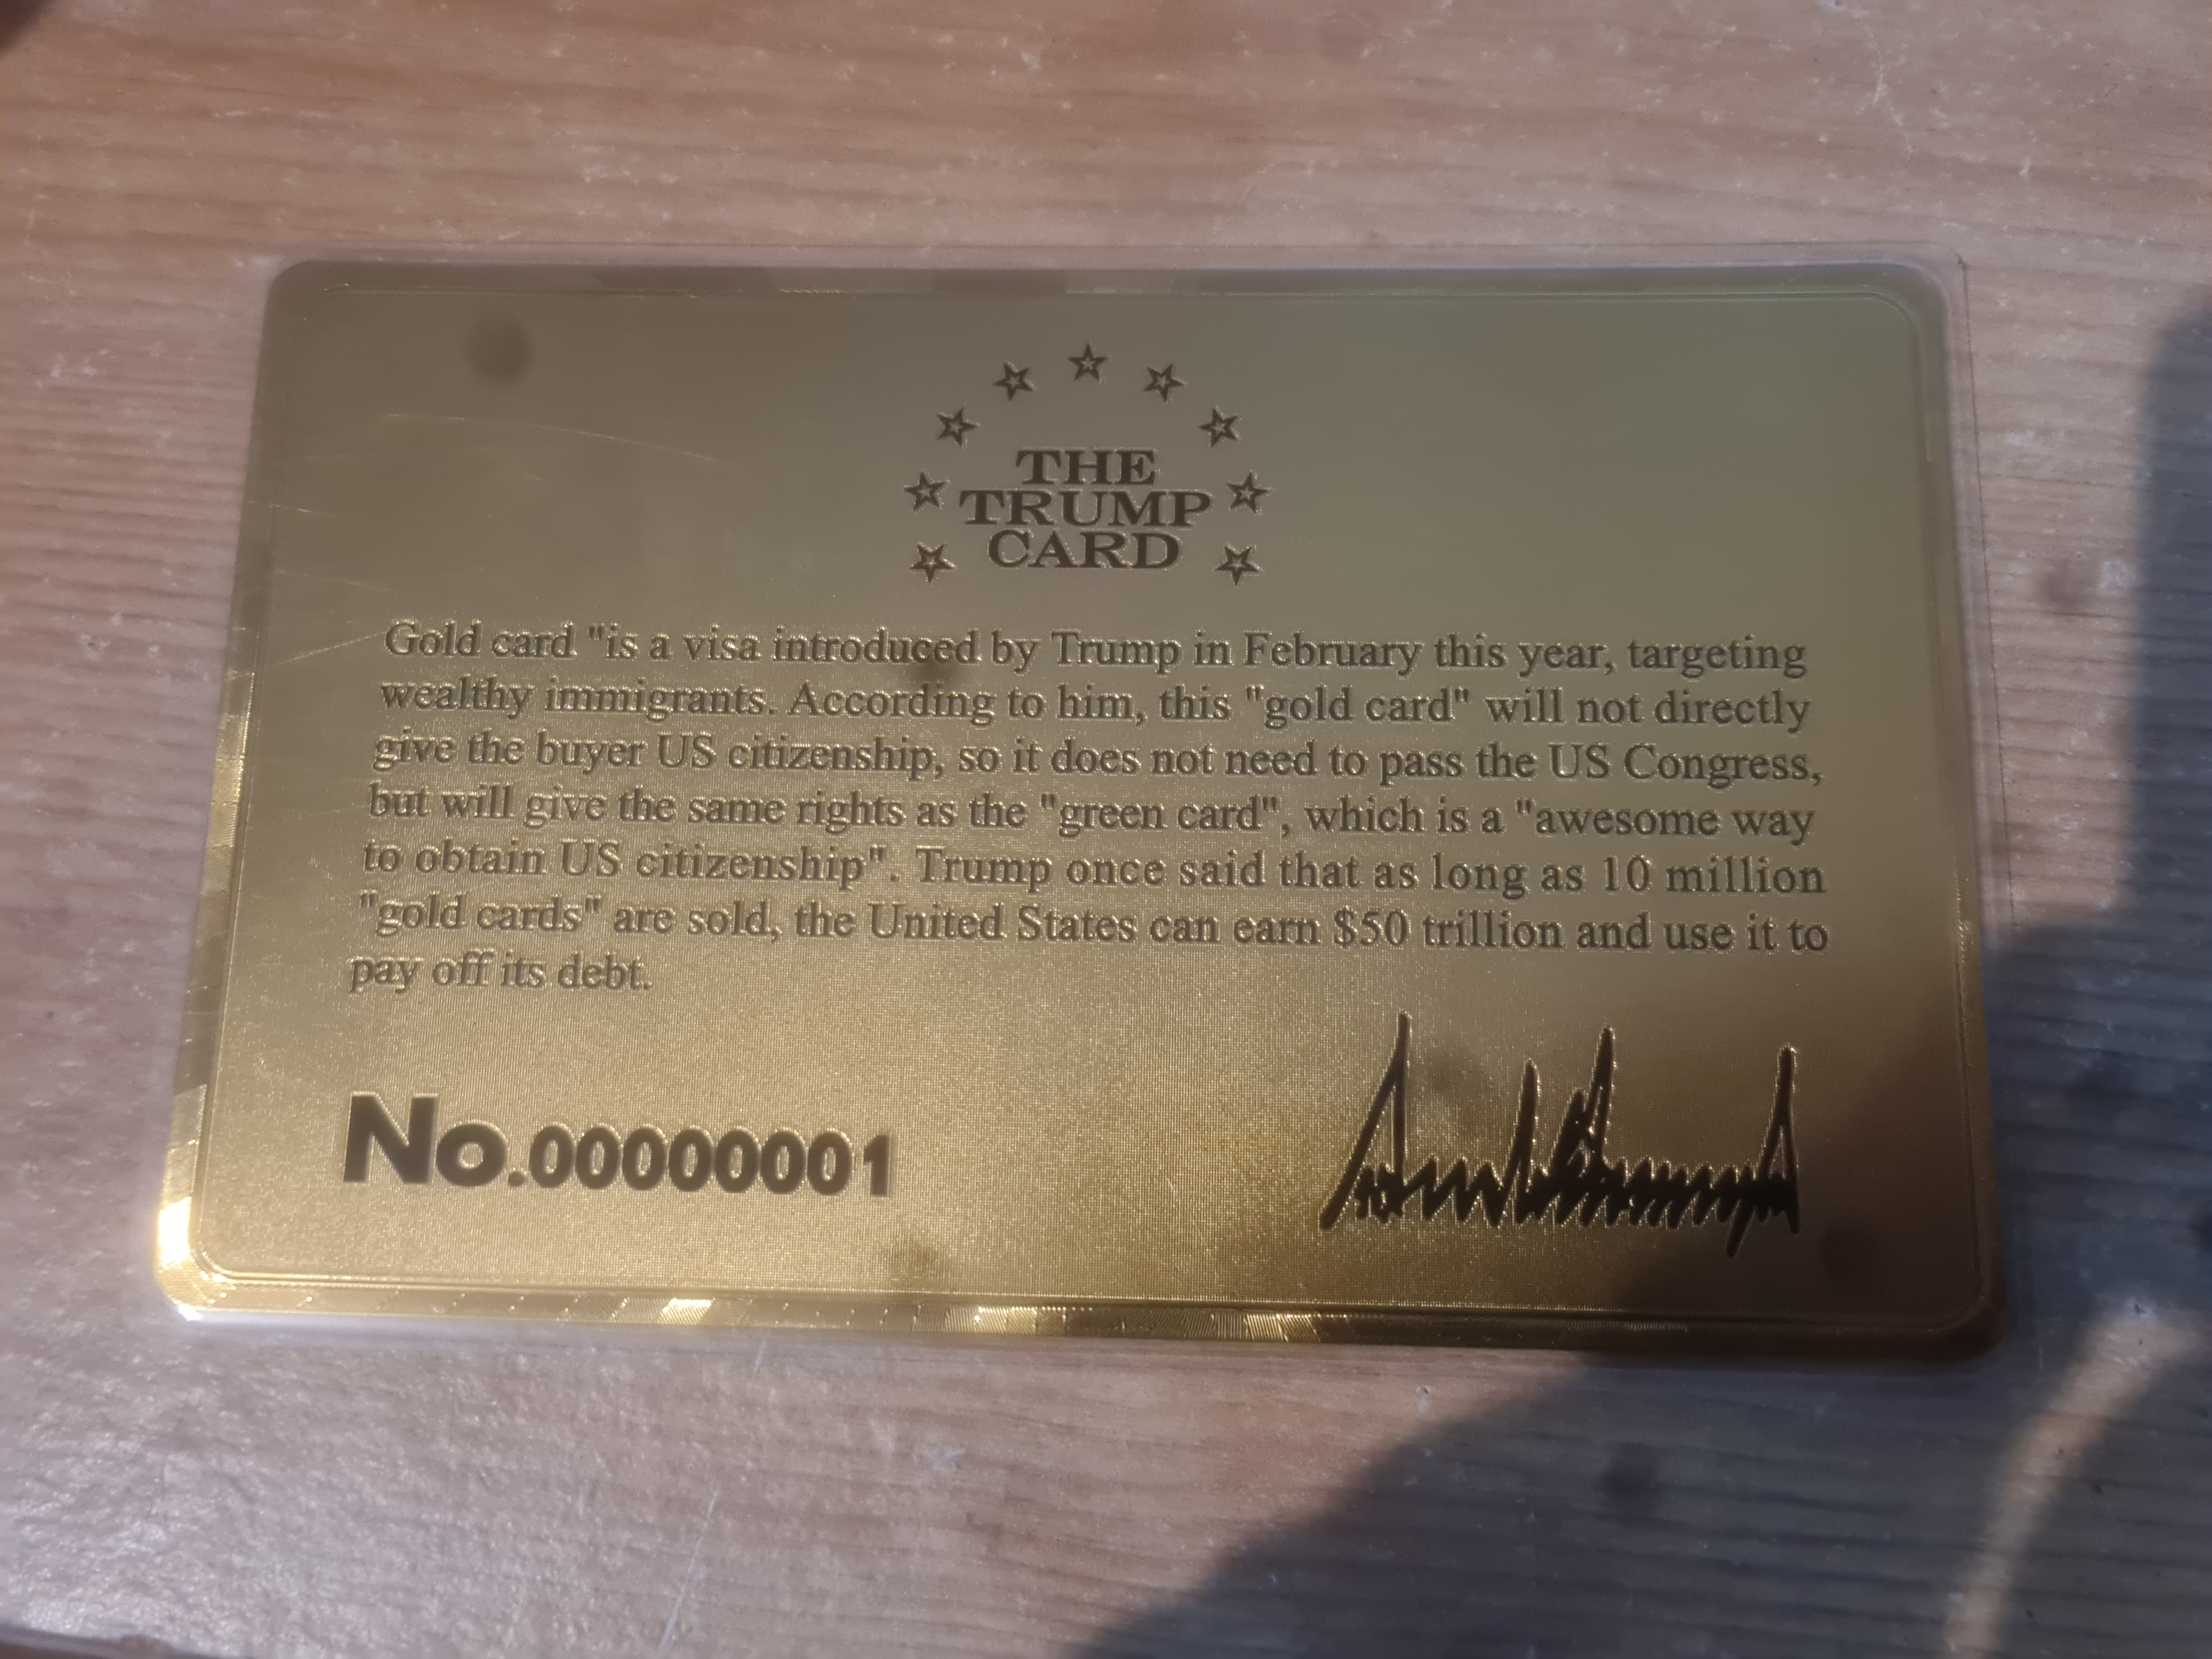 THE
TRUMP
CARD
Gold card "is a visa introduced by Trump in February this year, targeting
wealthy immigrants. According to him, this "gold card" will not directly
give the buyer US citizenship, so it does not need to pass the US Congress,
but will give the same rights as the "green card", which is a "awesome way
to obtain US citizenship". Trump once said that as long as 10 million
"gold cards" are sold, the United States can earn $50 trillion and use it to
pay off its debt.
No.00000001